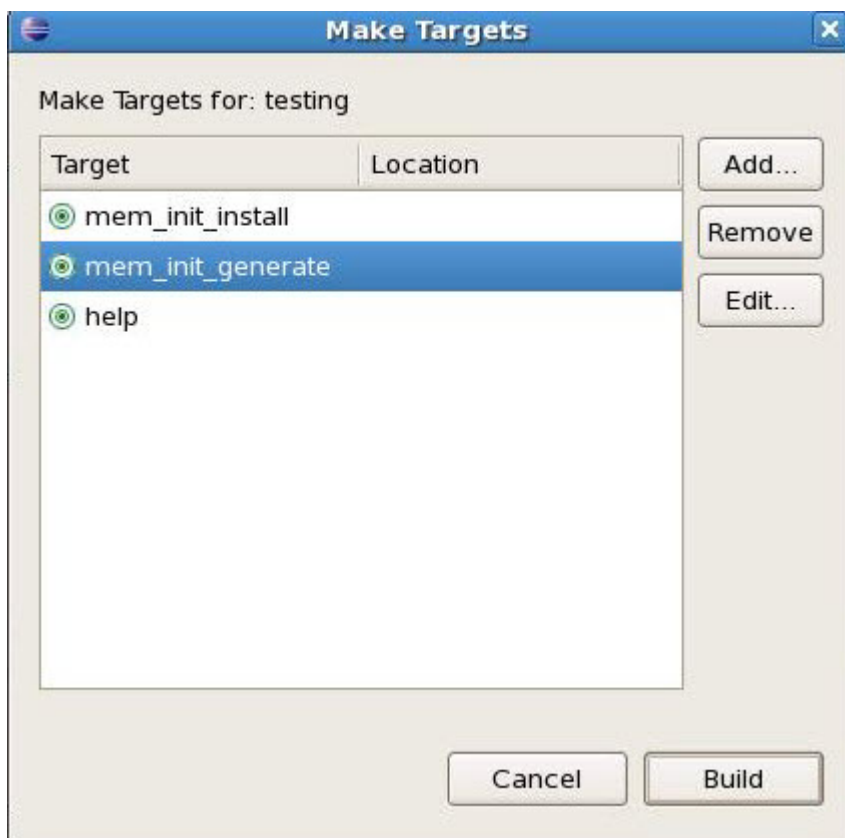 Make Targets
Make Targets for: testing
Target Location
Add...
mem_init_install
Remove
mem_init_generate
Edit...
help
Cancel Build